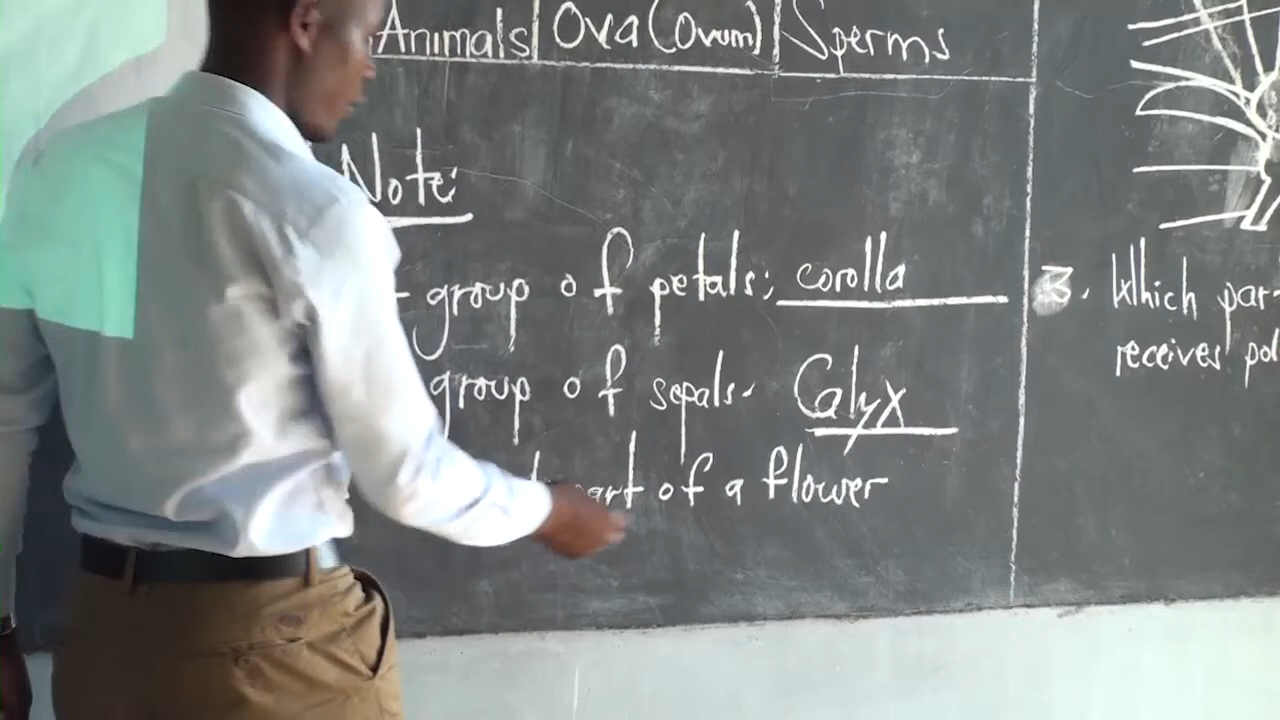 Animals Ova (Ovum) Sperms
Note:
- group of petals; corolla
group of sepals. Calyx
part of a flower
3. Which par
receives pol